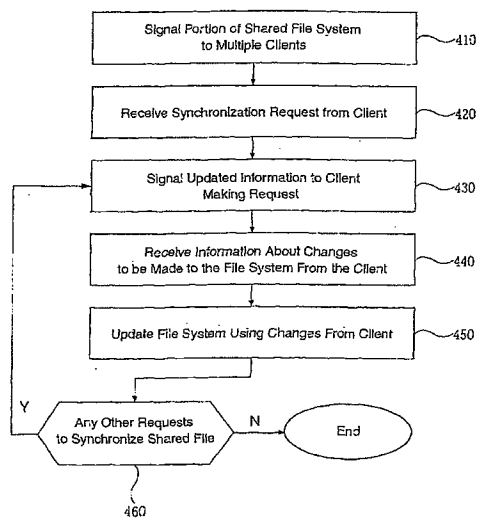 Signal Portion of Shared File System
to Multiple Clients
410
Receive Synchronization Request from Client
420
Signal Updated Information to Client
Making Request
430
Receive Information About Changes
to be Made to the File System From the Client
440
Update File System Using Changes From Client
450
Y
Any Other Requests
to Synchronize Shared File
N
End
460